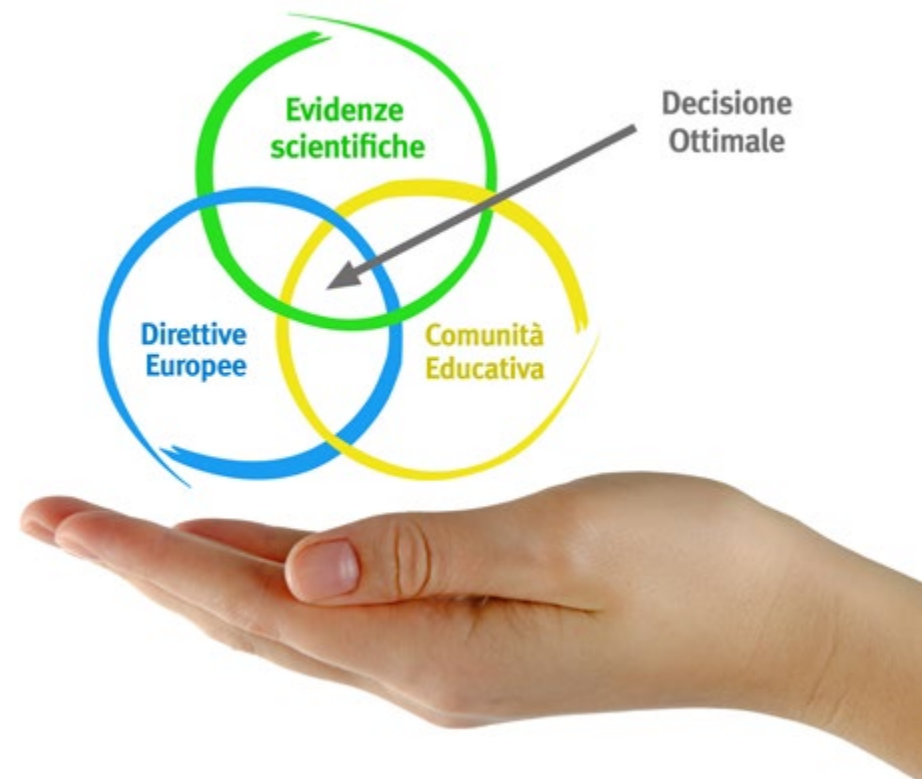 Evidenze
scientifiche
Decisione
Ottimale
Direttive
Europee
Comunità
Educativa